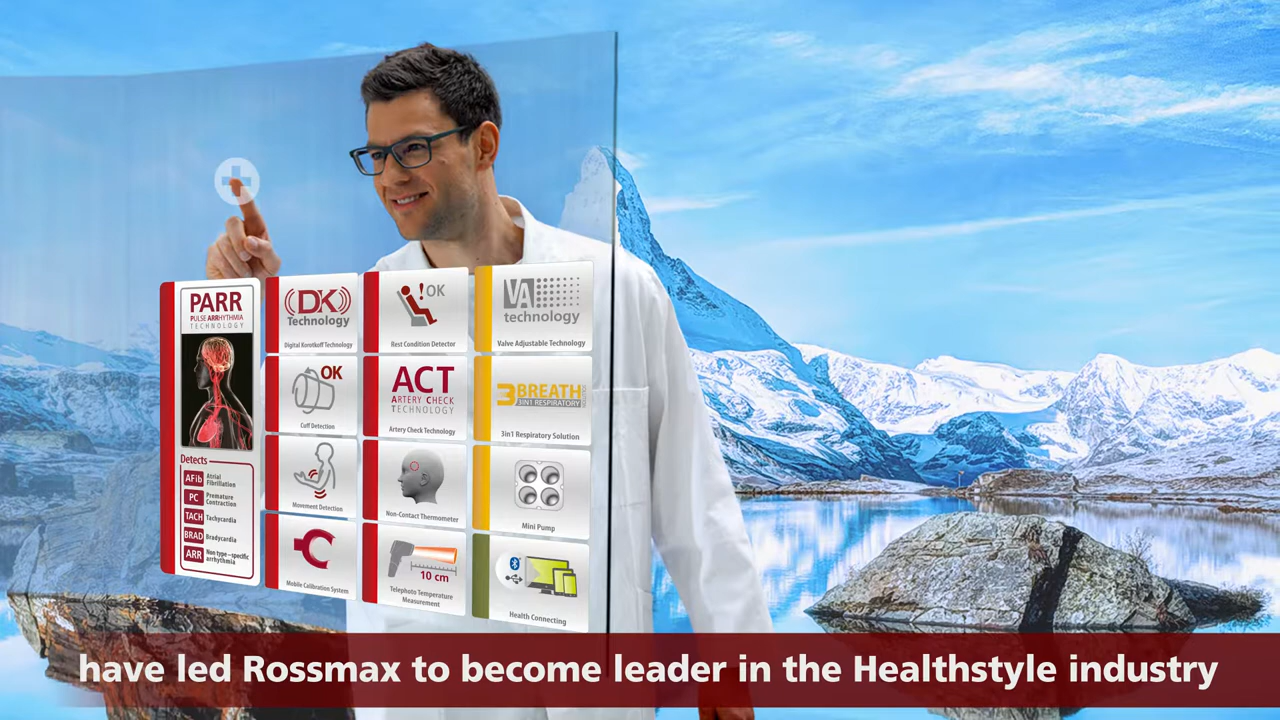 PARR
PULSE ARRHYTHMIA
TECHNOLOGY
Detects
AFib Atrial Fibrillation
PC Premature Contraction
TACH Tachycardia
BRAD Bradycardia
ARR Non type-specific arrhythmia
DK
Technology
Digital Korotkoff Technology
OK
Rest Condition Detector
VA
technology
Valve Adjustable Technology
OK
Cuff Detection
ACT
ARTERY CHECK
TECHNOLOGY
Artery Check Technology
3BREATH
3IN1 RESPIRATORY
3in1 Respiratory Solution
Movement Detection
Non-Contact Thermometer
Mini Pump
Mobile Calibration System
10 cm
Telephoto Temperature
Measurement
Health Connecting
have led Rossmax to become leader in the Healthstyle industry